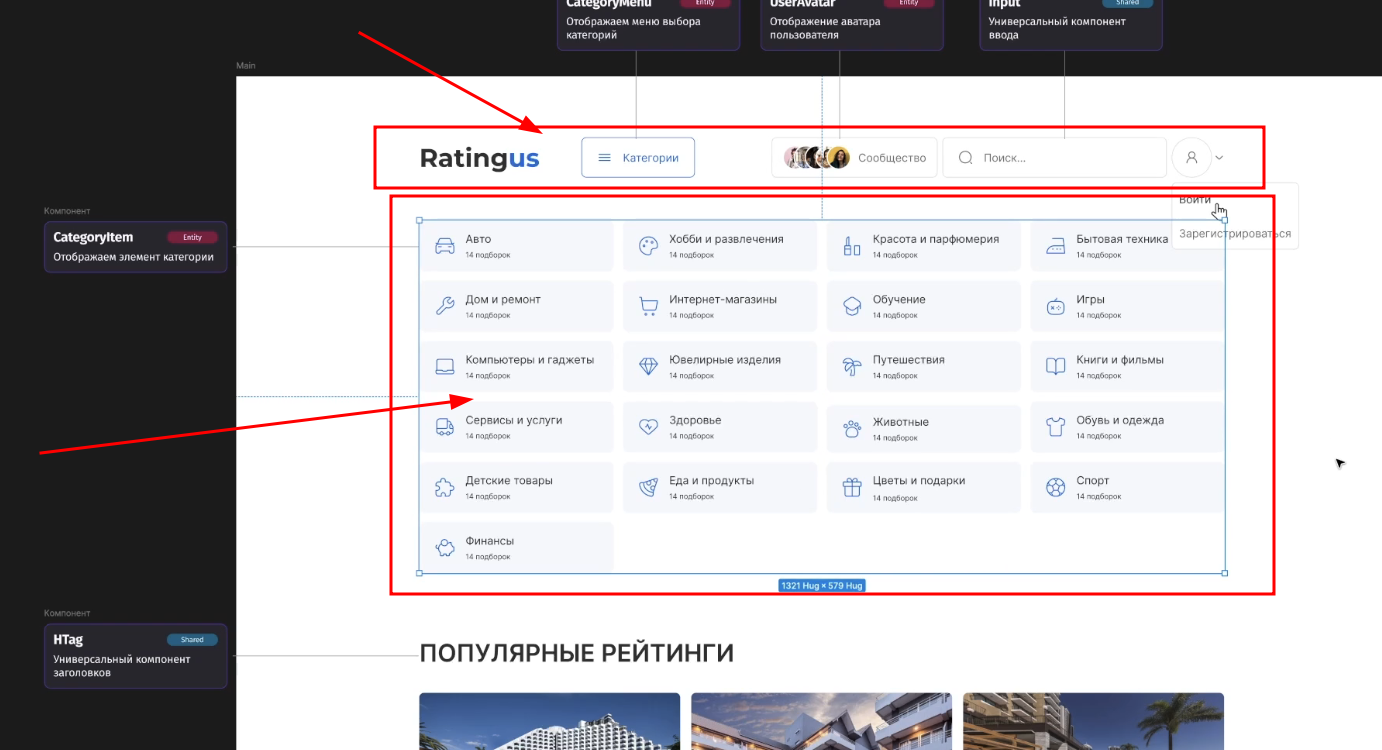 CategoryMenu
Entity
Отображаем меню выбора
категорий
UserAvatar
Entity
Отображение аватара
пользователя
Input
Shared
Универсальный компонент
ввода
Main
Ratingus
Категории
Сообщество
Поиск...
Войти
Зарегистрироваться
Компонент
CategoryItem
Entity
Отображаем элемент категории
Авто
14 подборок
Хобби и развлечения
14 подборок
Красота и парфюмерия
14 подборок
Бытовая техника
14 подборок
Дом и ремонт
14 подборок
Интернет-магазины
14 подборок
Обучение
14 подборок
Игры
14 подборок
Компьютеры и гаджеты
14 подборок
Ювелирные изделия
14 подборок
Путешествия
14 подборок
Книги и фильмы
14 подборок
Сервисы и услуги
14 подборок
Здоровье
14 подборок
Животные
14 подборок
Обувь и одежда
14 подборок
Детские товары
14 подборок
Еда и продукты
14 подборок
Цветы и подарки
14 подборок
Спорт
14 подборок
Финансы
14 подборок
1321 Hug × 579 Hug
Компонент
HTag
Shared
Универсальный компонент
заголовков
ПОПУЛЯРНЫЕ РЕЙТИНГИ